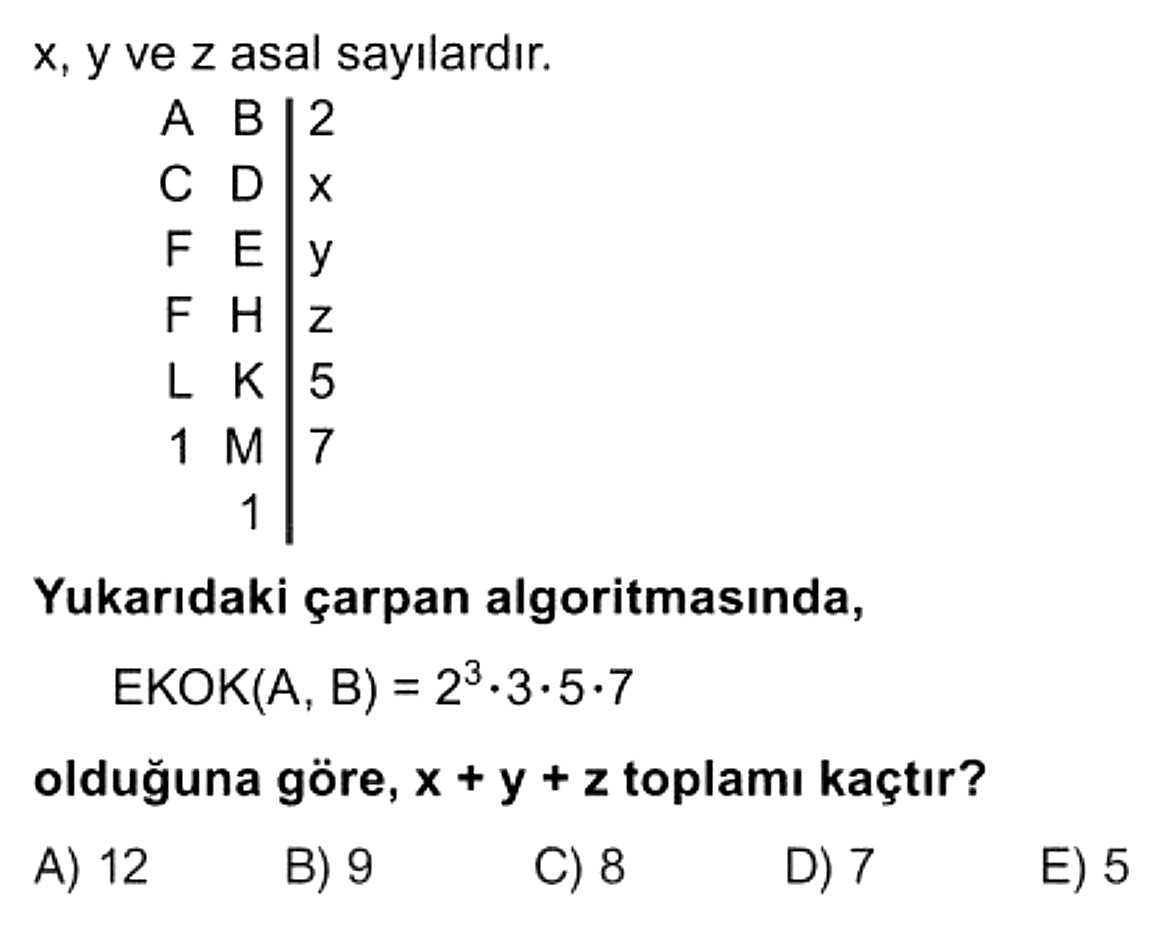 x, y ve z asal sayılardır.
A B | 2
C D | x
F E | y
F H | z
L K | 5
1 M | 7
1 |
Yukarıdaki çarpan algoritmasında,
EKOK(A, B) = 2³·3·5·7
olduğuna göre, x + y + z toplamı kaçtır?
A) 12 B) 9 C) 8 D) 7 E) 5